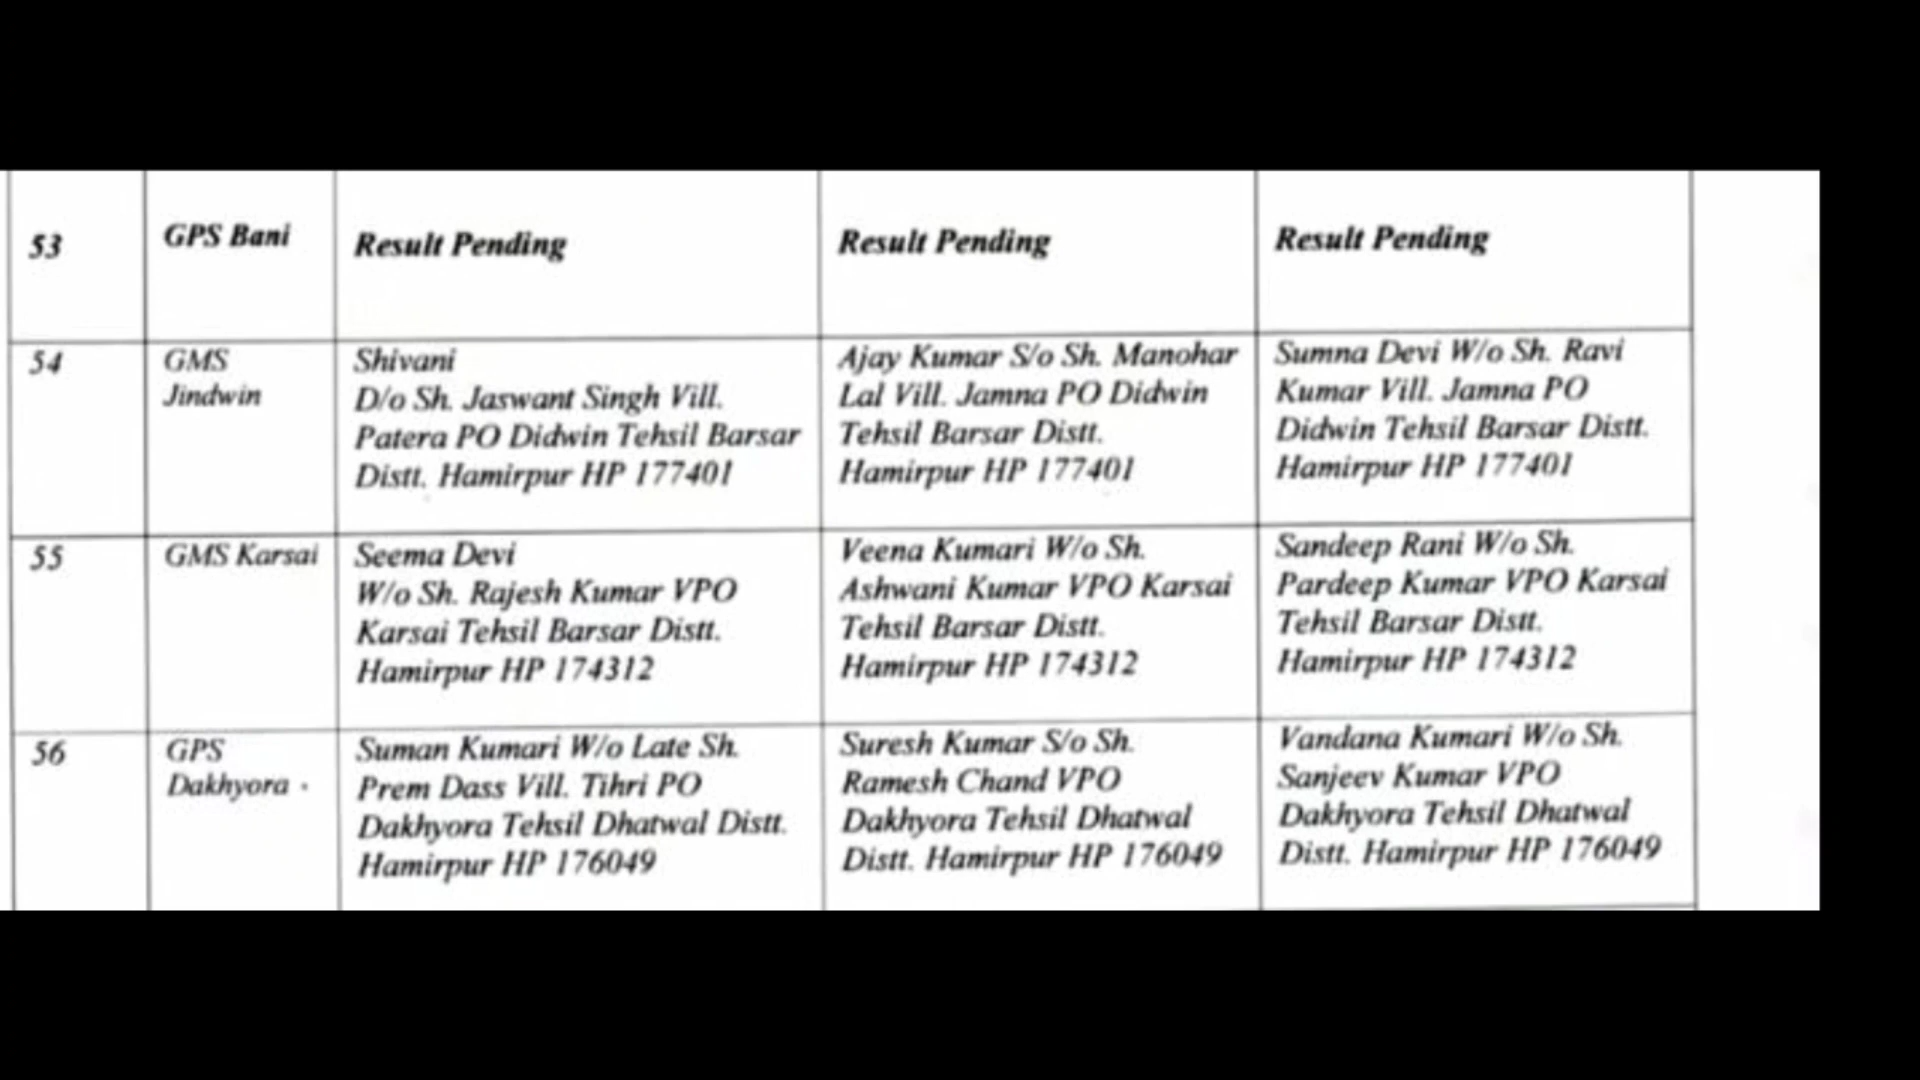 53
GPS Bani
Result Pending
Result Pending
Result Pending
54
GMS
Jindwin
Shivani
D/o Sh. Jaswant Singh Vill.
Patera PO Didwin Tehsil Barsar
Distt. Hamirpur HP 177401
Ajay Kumar S/o Sh. Manohar
Lal Vill. Jamna PO Didwin
Tehsil Barsar Distt.
Hamirpur HP 177401
Sumna Devi W/o Sh. Ravi
Kumar Vill. Jamna PO
Didwin Tehsil Barsar Distt.
Hamirpur HP 177401
55
GMS Karsai
Seema Devi
W/o Sh. Rajesh Kumar VPO
Karsai Tehsil Barsar Distt.
Hamirpur HP 174312
Veena Kumari W/o Sh.
Ashwani Kumar VPO Karsai
Tehsil Barsar Distt.
Hamirpur HP 174312
Sandeep Rani W/o Sh.
Pardeep Kumar VPO Karsai
Tehsil Barsar Distt.
Hamirpur HP 174312
56
GPS
Dakhyora -
Suman Kumari W/o Late Sh.
Prem Dass Vill. Tihri PO
Dakhyora Tehsil Dhatwal Distt.
Hamirpur HP 176049
Suresh Kumar S/o Sh.
Ramesh Chand VPO
Dakhyora Tehsil Dhatwal
Distt. Hamirpur HP 176049
Vandana Kumari W/o Sh.
Sanjeev Kumar VPO
Dakhyora Tehsil Dhatwal
Distt. Hamirpur HP 176049